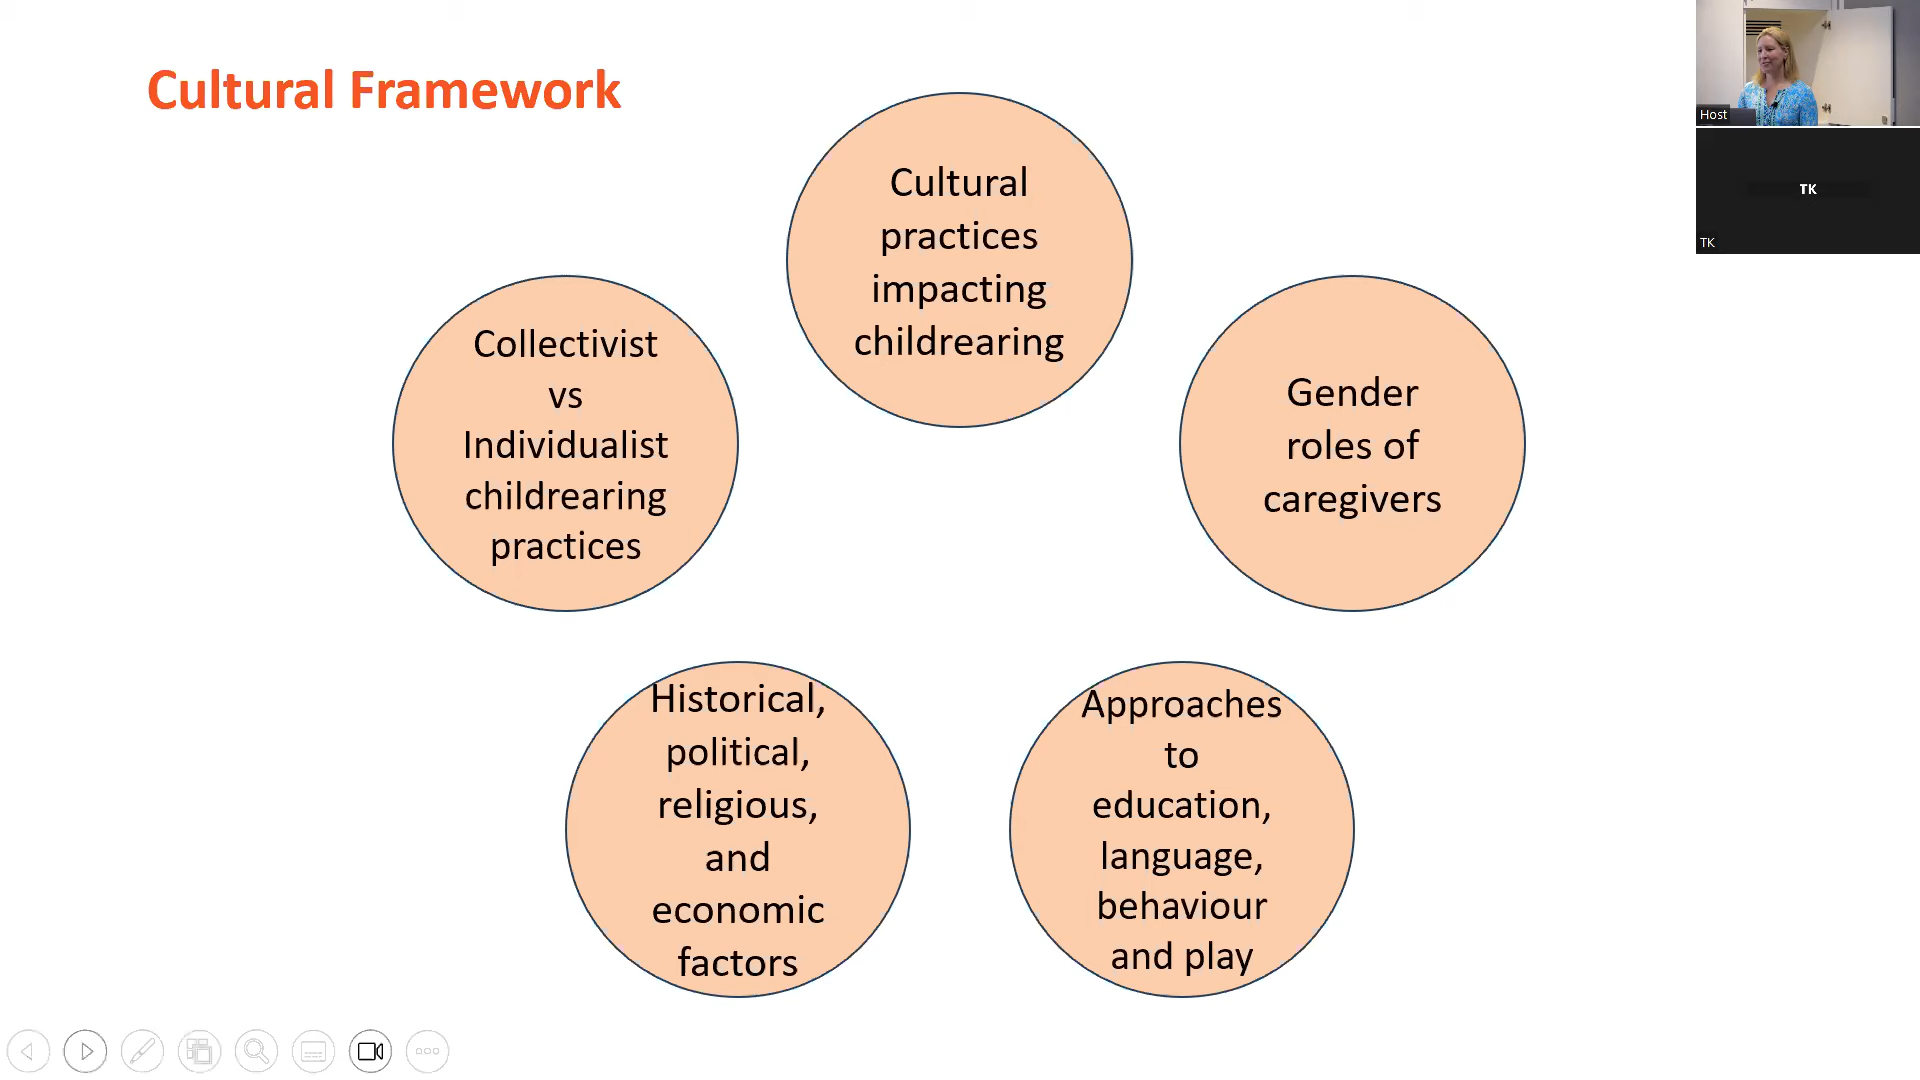 Cultural Framework
Cultural
practices
impacting
childrearing
Gender
roles of
caregivers
Approaches
to
education,
language,
behaviour
and play
Historical,
political,
religious,
and
economic
factors
Collectivist
vs
Individualist
childrearing
practices
Host
TK
TK